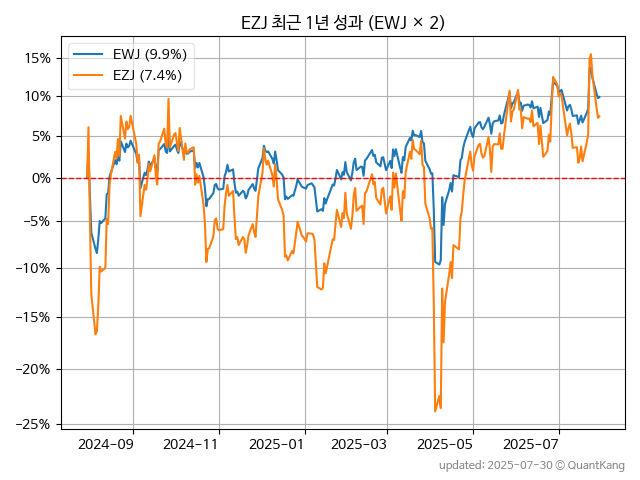 EZJ 최근 1년 성과 (EWJ × 2)
EWJ (9.9%)
EZJ (7.4%)
15%
10%
5%
0%
−5%
−10%
−15%
−20%
−25%
2024-09 2024-11 2025-01 2025-03 2025-05 2025-07
updated: 2025-07-30 © QuantKang